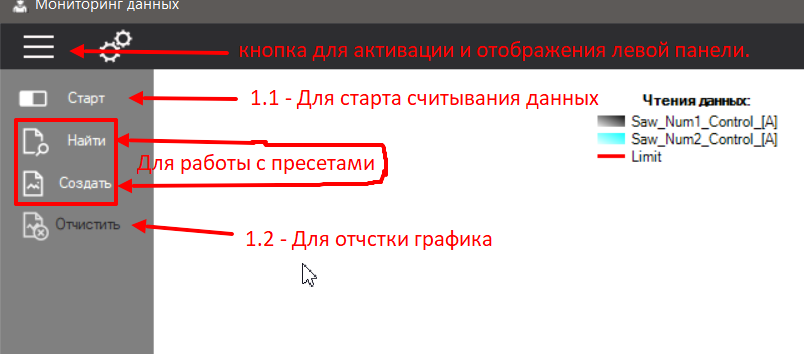 Мониторинг данных
кнопка для активации и отображения левой панели.
Старт
1.1 - Для старта считывания данных
Чтения данных:
Saw_Num1_Control_[A]
Saw_Num2_Control_[A]
Limit
Найти
Для работы с пресетами
Создать
Отчистить
1.2 - Для отчстки графика